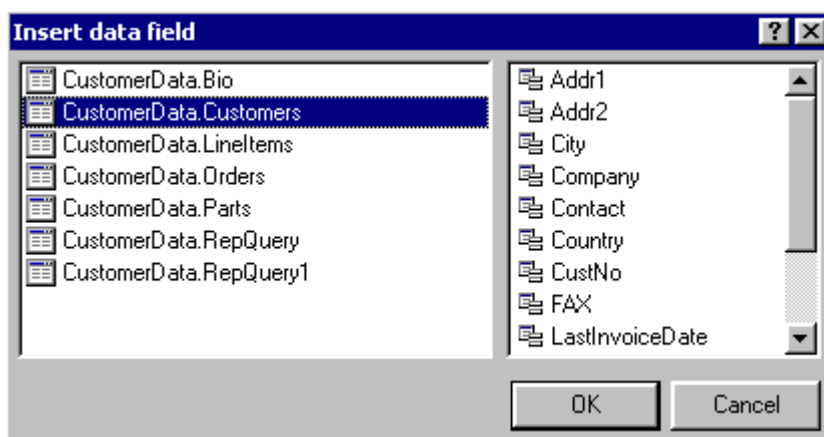 Insert data field
CustomerData.Bio
CustomerData.Customers
CustomerData.LineItems
CustomerData.Orders
CustomerData.Parts
CustomerData.RepQuery
CustomerData.RepQuery1
Addr1
Addr2
City
Company
Contact
Country
CustNo
FAX
LastInvoiceDate
OK
Cancel